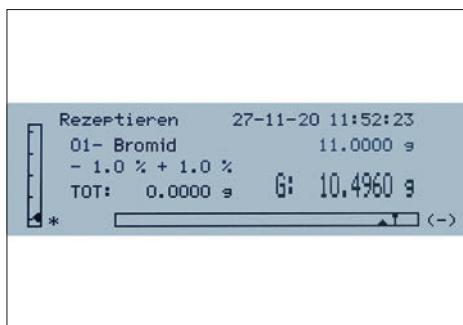 Rezeptieren 27-11-20 11:52:23
01- Bromid 11.0000 g
- 1.0 % + 1.0 %
TOT: 0.0000 g G: 10.4960 g
* (-)